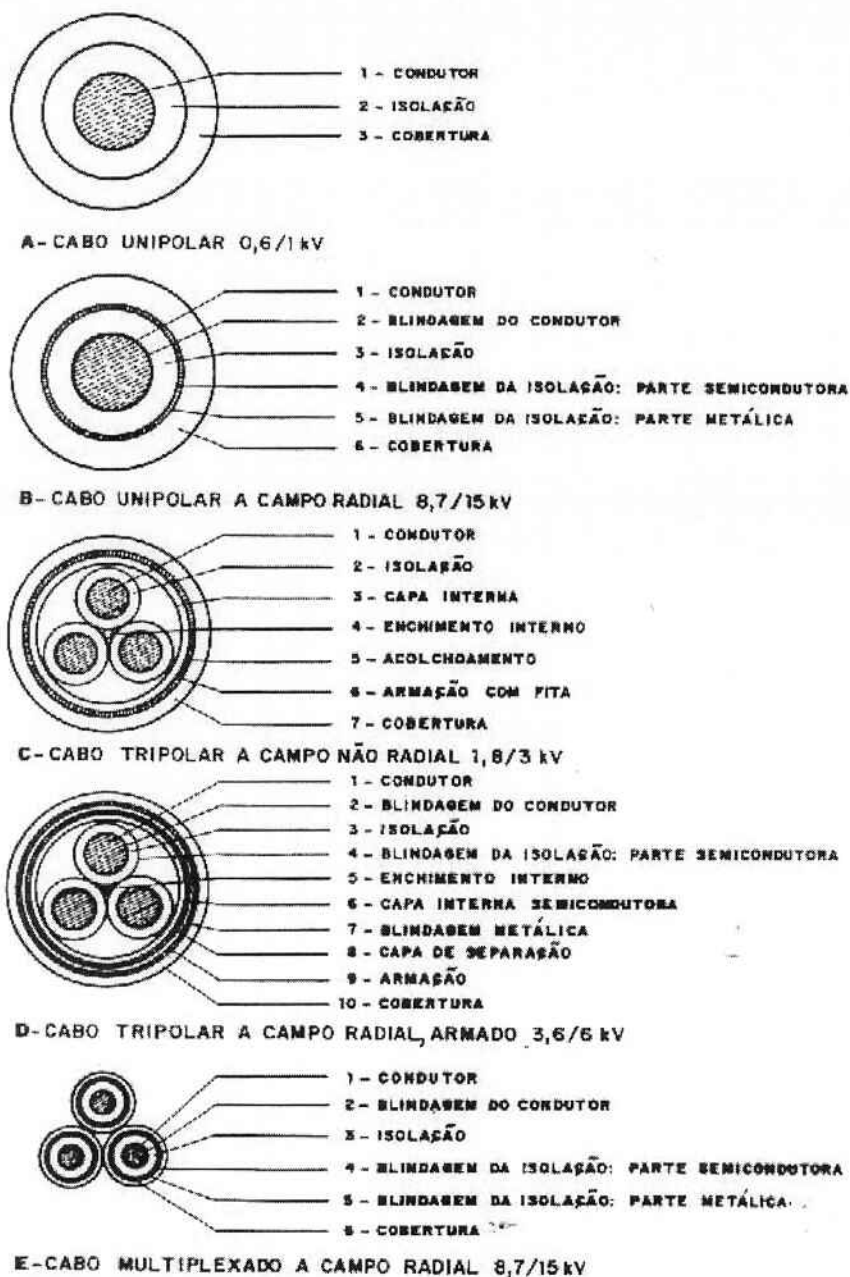 1 - CONDUTOR
2 - ISOLAÇÃO
3 - COBERTURA
A- CABO UNIPOLAR 0,6/1 kV
1 - CONDUTOR
2 - BLINDAGEM DO CONDUTOR
3 - ISOLAÇÃO
4 - BLINDAGEM DA ISOLAÇÃO: PARTE SEMICONDUTORA
5 - BLINDAGEM DA ISOLAÇÃO: PARTE METÁLICA
6 - COBERTURA
B- CABO UNIPOLAR A CAMPO RADIAL 8,7/15 kV
1 - CONDUTOR
2 - ISOLAÇÃO
3 - CAPA INTERNA
4 - ENCHIMENTO INTERNO
5 - ACOLCHOAMENTO
6 - ARMAÇÃO COM FITA
7 - COBERTURA
C- CABO TRIPOLAR A CAMPO NÃO RADIAL 1,8/3 kV
1 - CONDUTOR
2 - BLINDAGEM DO CONDUTOR
3 - ISOLAÇÃO
4 - BLINDAGEM DA ISOLAÇÃO: PARTE SEMICONDUTORA
5 - ENCHIMENTO INTERNO
6 - CAPA INTERNA SEMICONDUTORA
7 - BLINDAGEM METÁLICA
8 - CAPA DE SEPARAÇÃO
9 - ARMAÇÃO
10 - COBERTURA
D- CABO TRIPOLAR A CAMPO RADIAL, ARMADO 3,6/6 kV
1 - CONDUTOR
2 - BLINDAGEM DO CONDUTOR
3 - ISOLAÇÃO
4 - BLINDAGEM DA ISOLAÇÃO: PARTE SEMICONDUTORA
5 - BLINDAGEM DA ISOLAÇÃO: PARTE METÁLICA
6 - COBERTURA
E- CABO MULTIPLEXADO A CAMPO RADIAL 8,7/15 kV